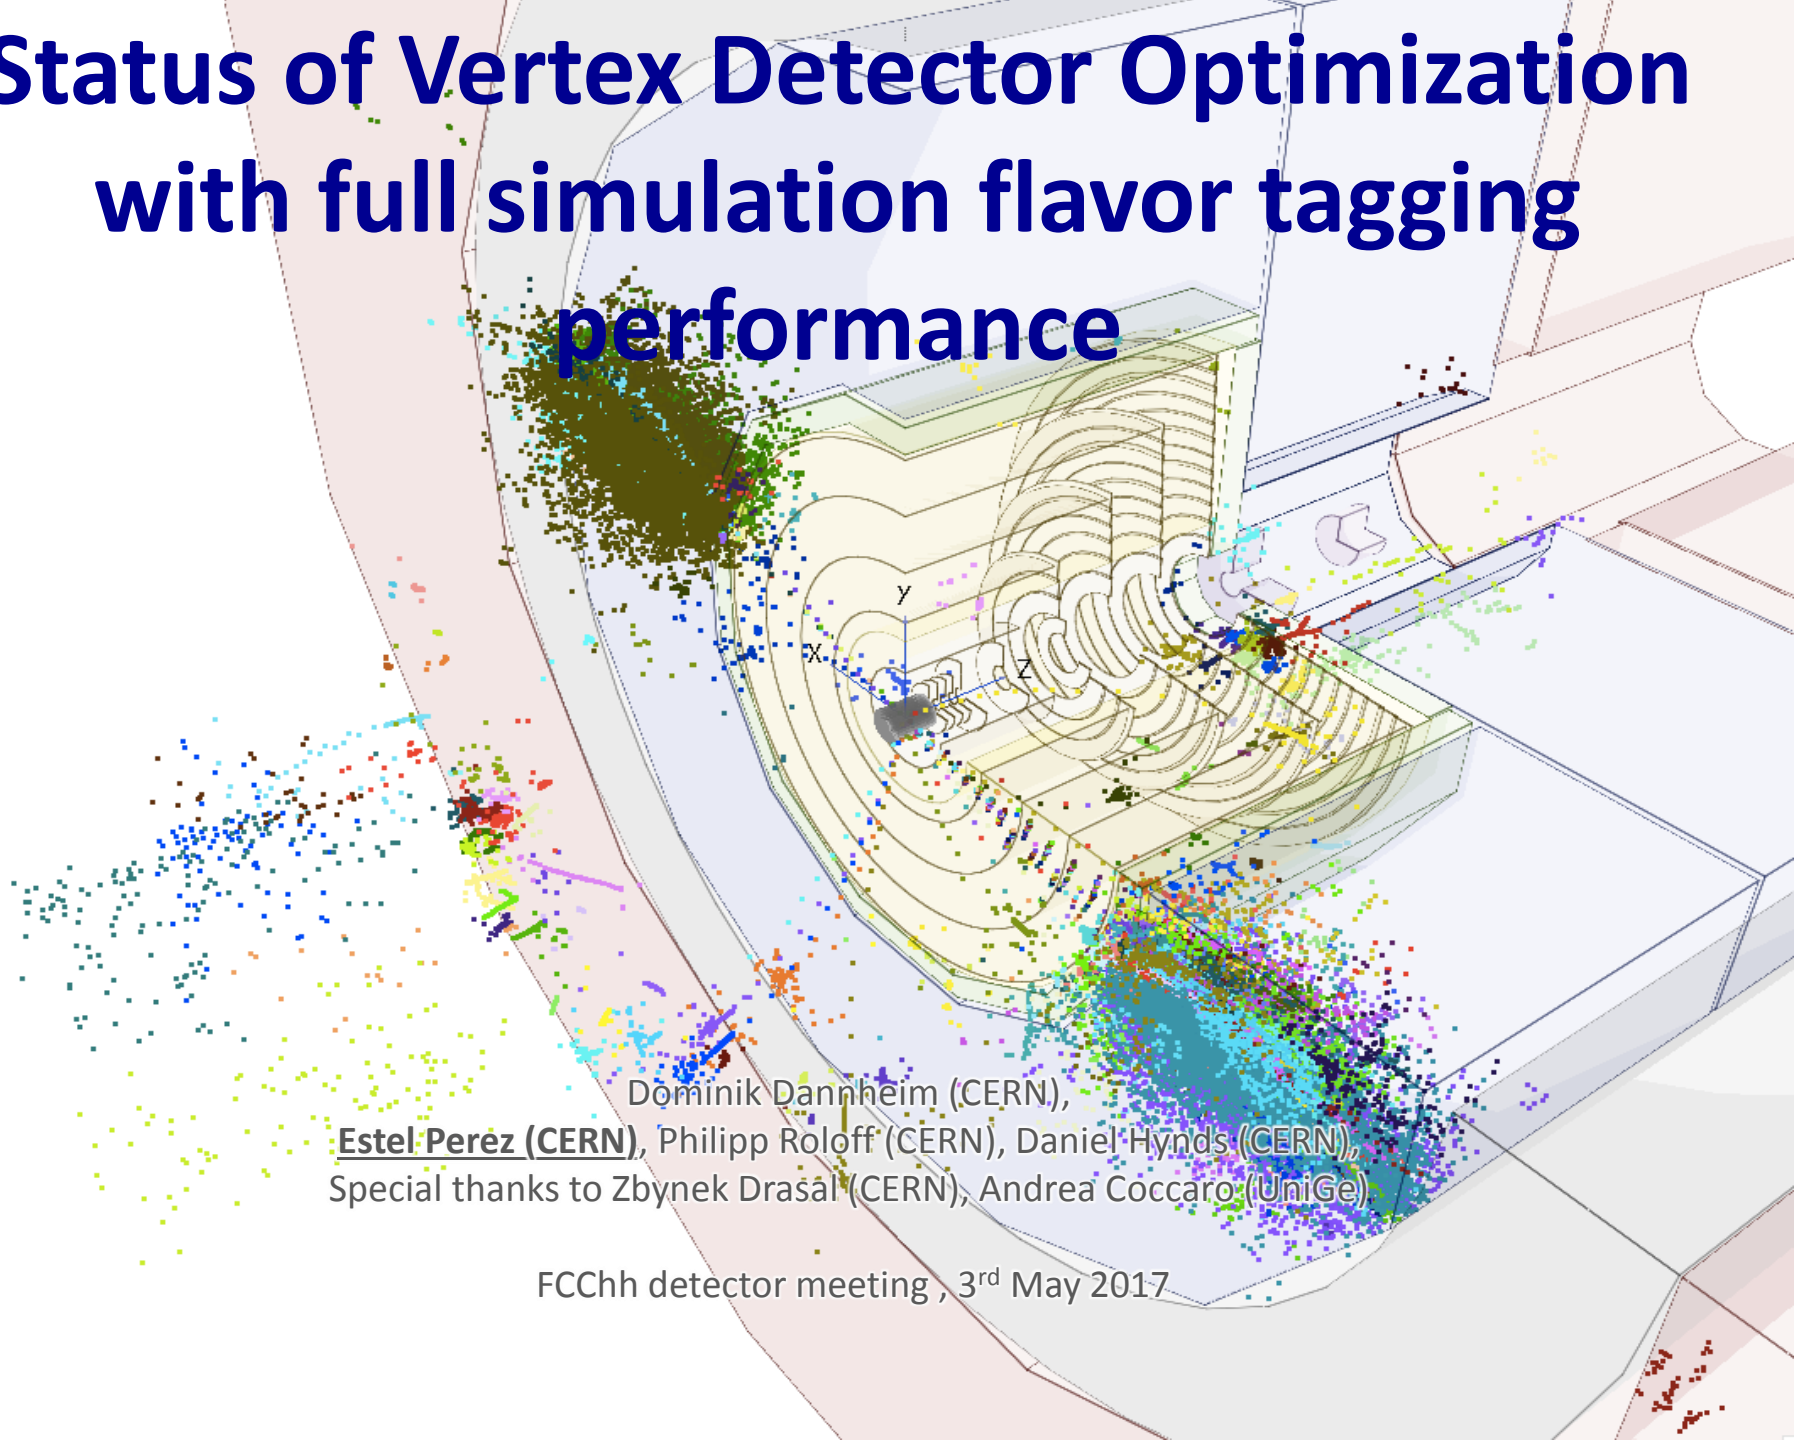 Status of Vertex Detector Optimization
with full simulation flavor tagging
performance
y
X
Z
Dominik Dannheim (CERN),
Estel Perez (CERN), Philipp Roloff (CERN), Daniel Hynds (CERN),
Special thanks to Zbynek Drasal (CERN), Andrea Coccaro (UniGe)
FCChh detector meeting , 3rd May 2017